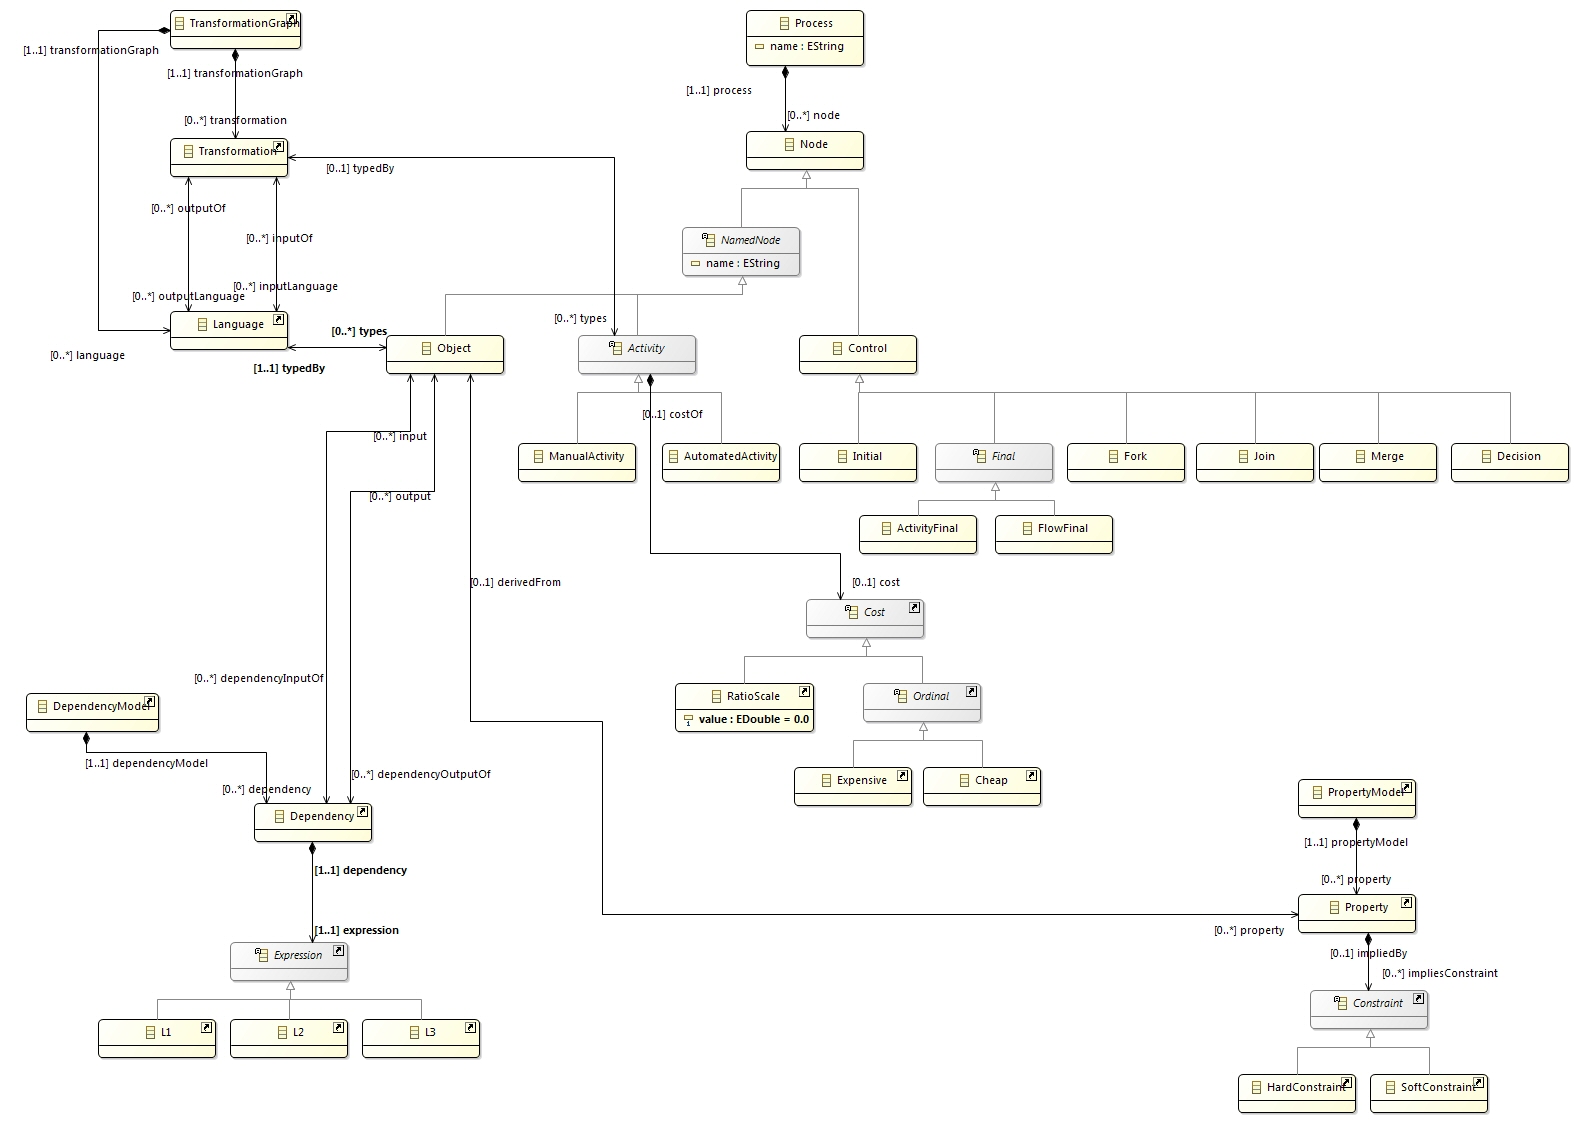 TransformationGraph
Process
name : EString
[1..1] transformationGraph
[1..1] transformationGraph
[1..1] process
[0..*] transformation
[0..*] node
Transformation
Node
[0..1] typedBy
[0..*] outputOf
[0..*] inputOf
NamedNode
name : EString
[0..*] inputLanguage
[0..*] outputLanguage
Language
[0..*] types
[0..*] types
[0..*] language
[1..1] typedBy
Object
Activity
Control
[0..1] costOf
[0..*] input
ManualActivity
AutomatedActivity
Initial
Final
Fork
Join
Merge
Decision
[0..*] output
ActivityFinal
FlowFinal
[0..1] derivedFrom
[0..1] cost
Cost
[0..*] dependencyInputOf
RatioScale
value : EDouble = 0.0
Ordinal
DependencyModel
[1..1] dependencyModel
[0..*] dependencyOutputOf
[0..*] dependency
Expensive
Cheap
PropertyModel
Dependency
[1..1] propertyModel
[1..1] dependency
[0..*] property
Property
[1..1] expression
[0..*] property
Expression
[0..1] impliedBy
[0..*] impliesConstraint
Constraint
L1
L2
L3
HardConstraint
SoftConstraint